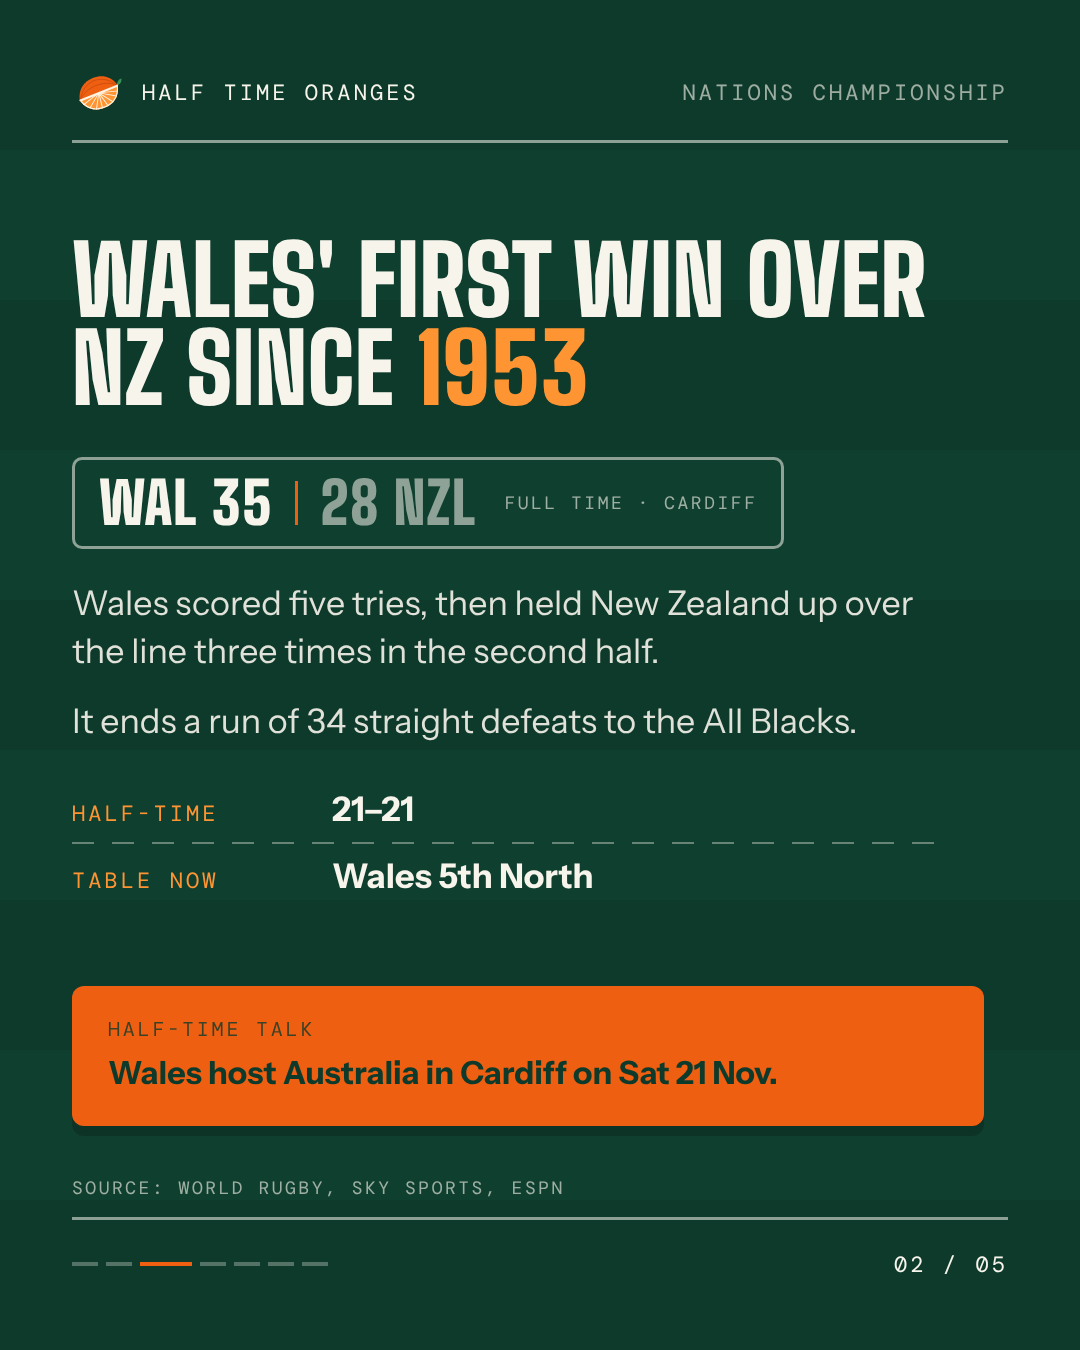 HALF TIME ORANGES
NATIONS CHAMPIONSHIP
WALES' FIRST WIN OVER
NZ SINCE 1953
WAL 35 | 28 NZL FULL TIME · CARDIFF
Wales scored five tries, then held New Zealand up over
the line three times in the second half.
It ends a run of 34 straight defeats to the All Blacks.
HALF-TIME 21–21
TABLE NOW Wales 5th North
HALF-TIME TALK
Wales host Australia in Cardiff on Sat 21 Nov.
SOURCE: WORLD RUGBY, SKY SPORTS, ESPN
02 / 05